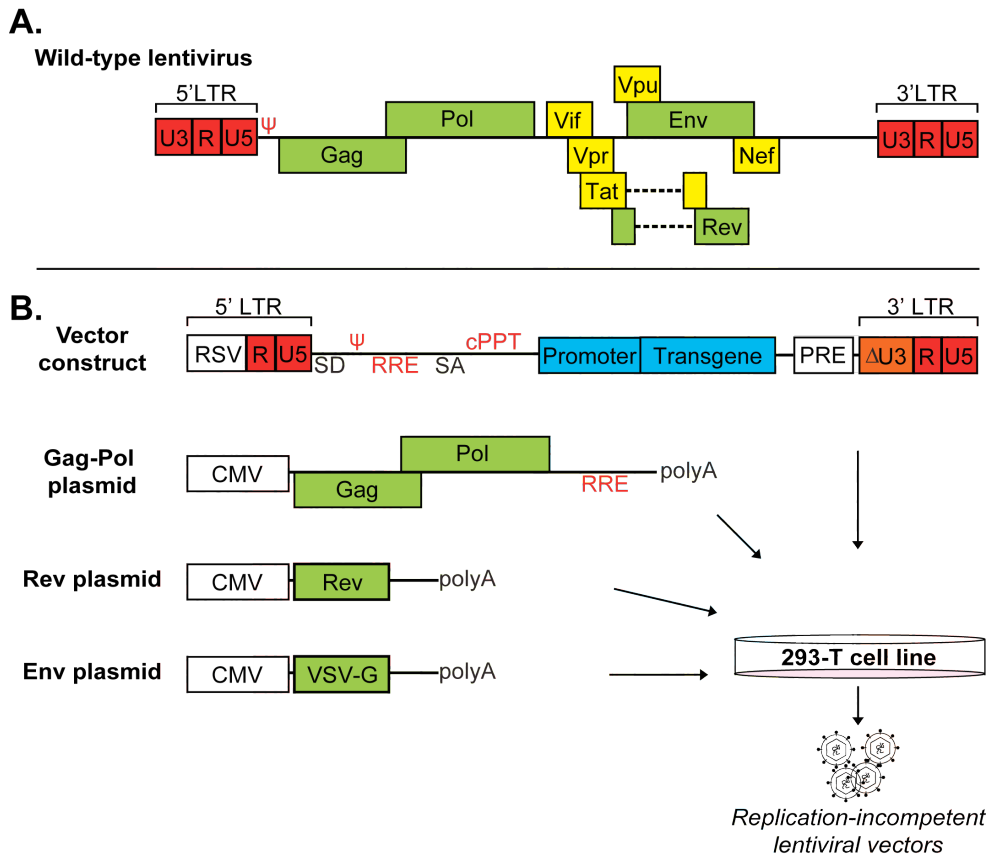 A.
Wild-type lentivirus
5'LTR
3'LTR
U3 R U5
Ψ
Gag
Pol
Vif
Vpr
Tat
Vpu
Env
Nef
Rev
U3 R U5
B.
Vector
construct
5' LTR
3' LTR
RSV R U5
SD
Ψ
RRE
SA
cPPT
Promoter
Transgene
PRE
ΔU3 R U5
Gag-Pol
plasmid
CMV
Gag
Pol
RRE
polyA
Rev plasmid
CMV
Rev
polyA
Env plasmid
CMV
VSV-G
polyA
293-T cell line
Replication-incompetent
lentiviral vectors